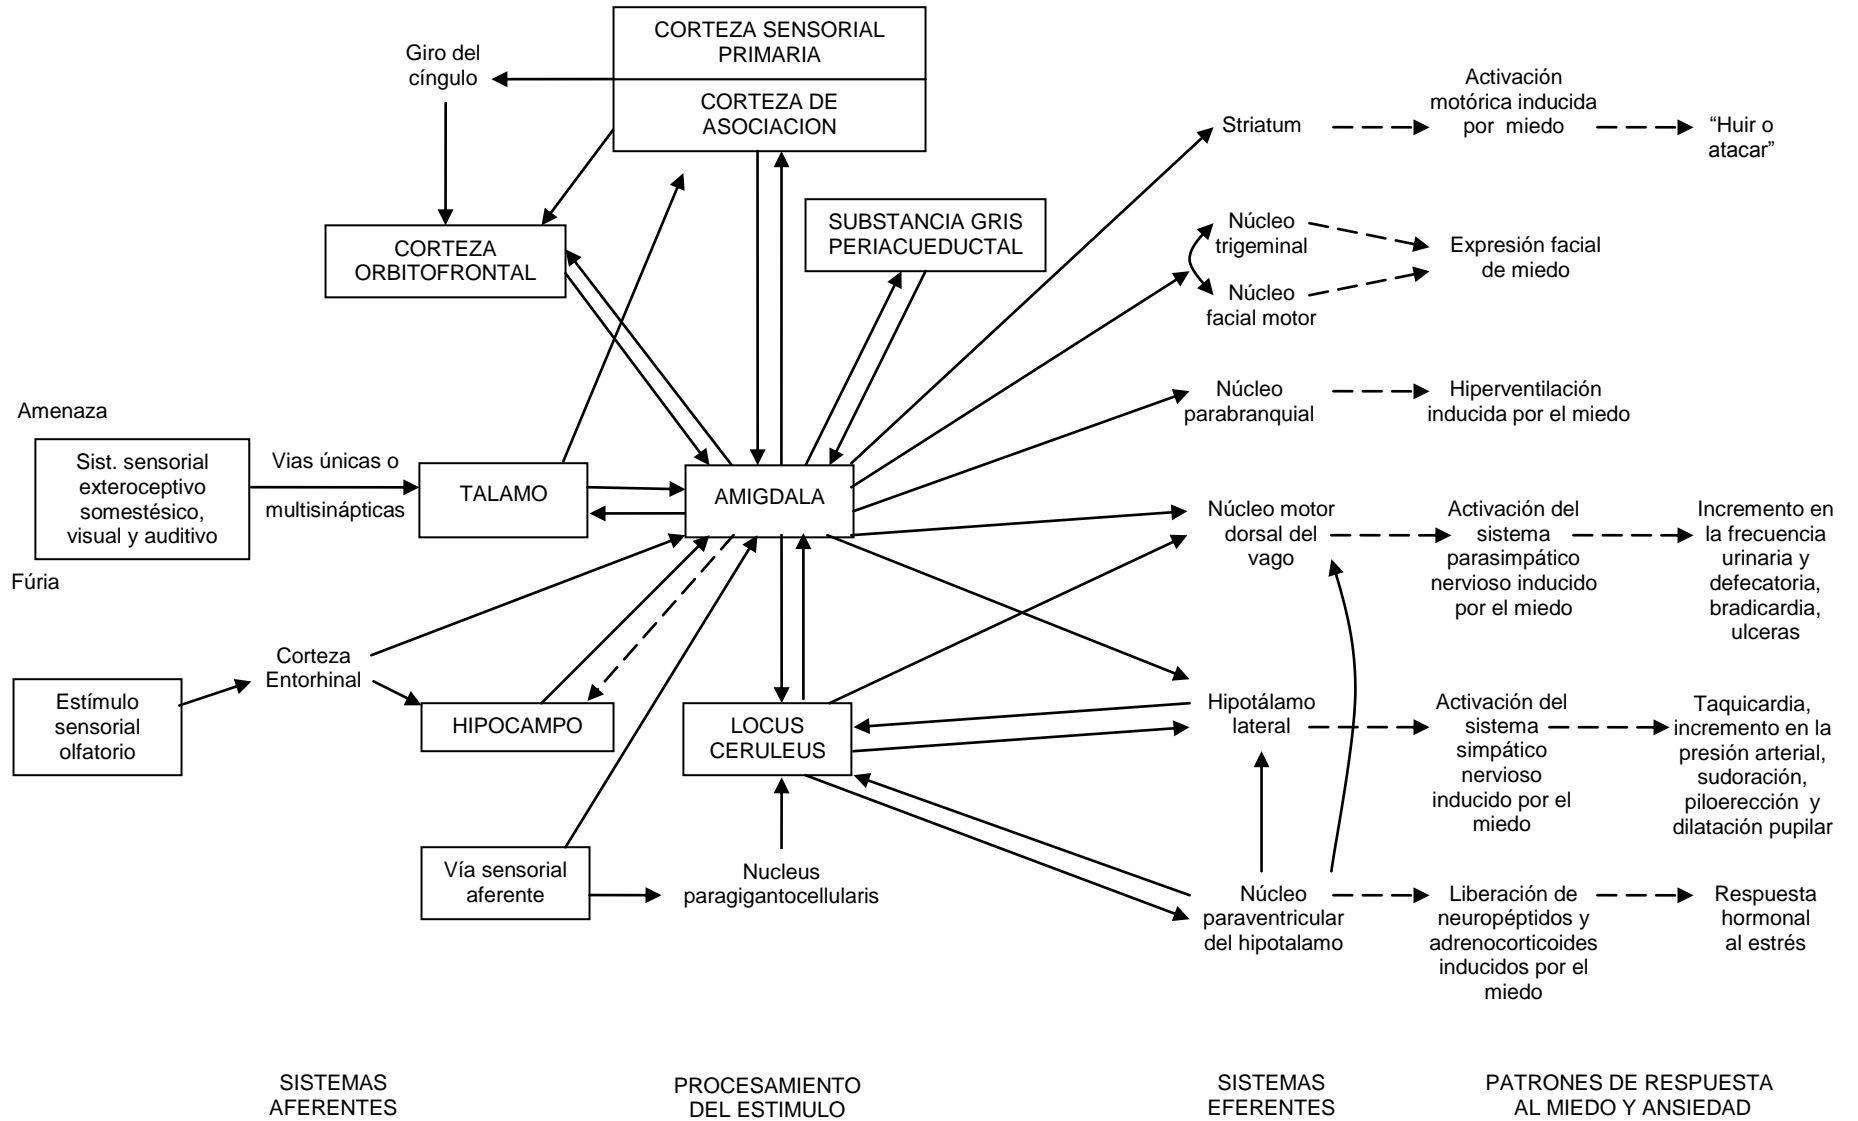 CORTEZA SENSORIAL
PRIMARIA
CORTEZA DE
ASOCIACION
Giro del
cíngulo
CORTEZA
ORBITOFRONTAL
SUBSTANCIA GRIS
PERIACUEDUCTAL
Striatum
Activación
motórica inducida
por miedo
“Huir o
atacar”
Núcleo
trigeminal
Núcleo
facial motor
Expresión facial
de miedo
Núcleo
parabranquial
Hiperventilación
inducida por el miedo
Amenaza
Sist. sensorial
exteroceptivo
somestésico,
visual y auditivo
Fúria
Vias únicas o
multisinápticas
TALAMO
AMIGDALA
Núcleo motor
dorsal del
vago
Activación del
sistema
parasimpático
nervioso inducido
por el miedo
Incremento en
la frecuencia
urinaria y
defecatoria,
bradicardia,
ulceras
Estímulo
sensorial
olfatorio
Corteza
Entorhinal
HIPOCAMPO
LOCUS
CERULEUS
Hipotálamo
lateral
Activación del
sistema
simpático
nervioso
inducido por el
miedo
Taquicardia,
incremento en la
presión arterial,
sudoración,
piloerección y
dilatación pupilar
Vía sensorial
aferente
Nucleus
paragigantocellularis
Núcleo
paraventricular
del hipotalamo
Liberación de
neuropéptidos y
adrenocorticoides
inducidos por el
miedo
Respuesta
hormonal
al estrés
SISTEMAS
AFERENTES
PROCESAMIENTO
DEL ESTIMULO
SISTEMAS
EFERENTES
PATRONES DE RESPUESTA
AL MIEDO Y ANSIEDAD